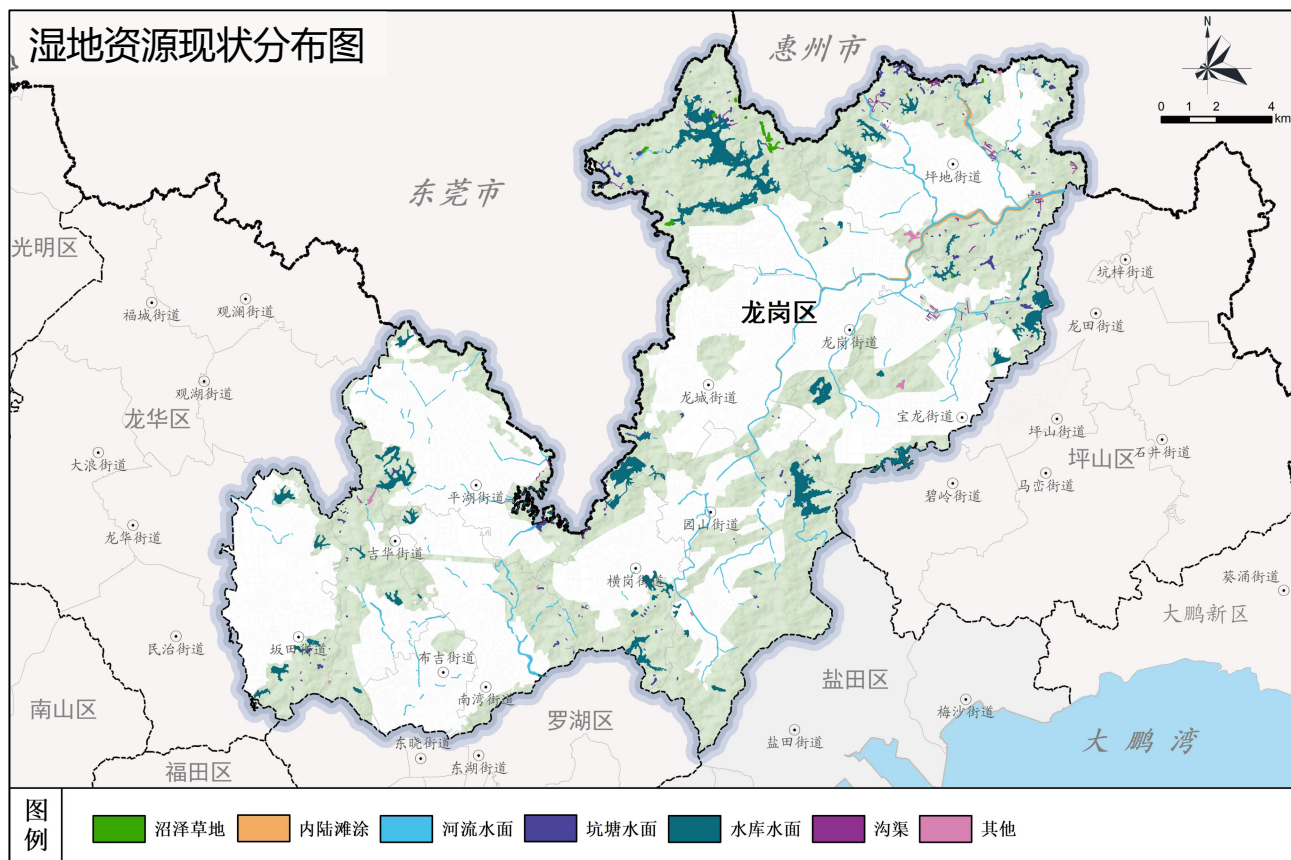 湿地资源现状分布图
惠州市
N
0 1 2 4
km
东莞市
坪地街道
光明区
坑梓街道
福城街道
观澜街道
龙岗区
龙田街道
龙岗街道
观湖街道
龙城街道
龙华区
宝龙街道
坪山街道
大浪街道
石井街道
坪山区
马峦街道
平湖街道
碧岭街道
龙华街道
园山街道
吉华街道
横岗街道
葵涌街道
大鹏新区
民治街道
坂田街道
布吉街道
盐田区
南湾街道
梅沙街道
南山区
罗湖区
盐田街道
大鹏湾
东晓街道
东湖街道
福田区
图例
沼泽草地
内陆滩涂
河流水面
坑塘水面
水库水面
沟渠
其他